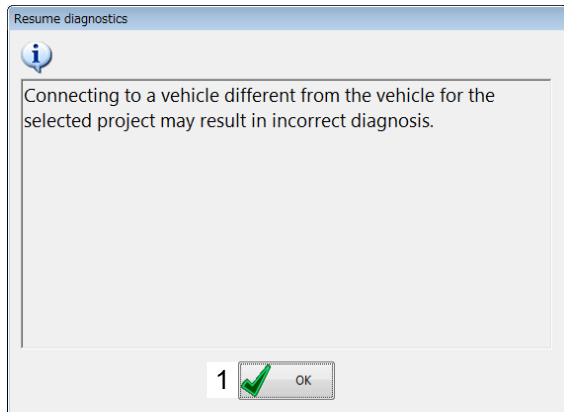 Resume diagnostics
Connecting to a vehicle different from the vehicle for the
selected project may result in incorrect diagnosis.
1 OK